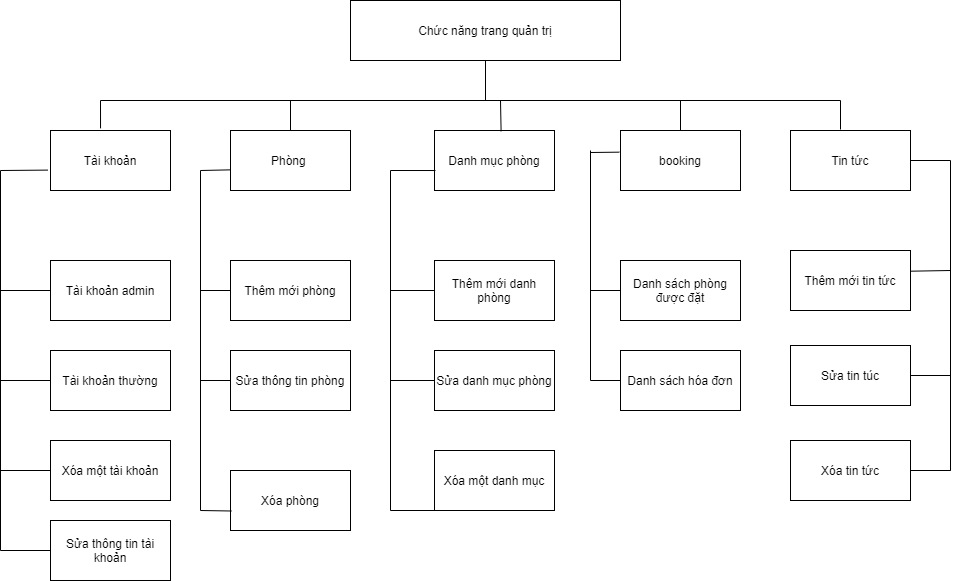 Chức năng trang quản trị
Tài khoản
Phòng
Danh mục phòng
booking
Tin tức
Tài khoản admin
Thêm mới phòng
Thêm mới danh
phòng
Danh sách phòng
được đặt
Thêm mới tin tức
Tài khoản thường
Sửa thông tin phòng
Sửa danh mục phòng
Danh sách hóa đơn
Sửa tin túc
Xóa một tài khoản
Xóa phòng
Xóa một danh mục
Xóa tin tức
Sửa thông tin tài
khoản